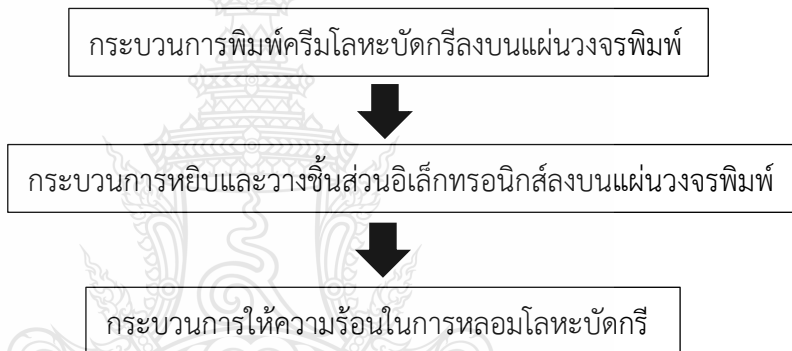 กระบวนการพิมพ์ครีมโลหะบัดกรีลงบนแผ่นวงจรพิมพ์
กระบวนการหยิบและวางชิ้นส่วนอิเล็กทรอนิกส์ลงบนแผ่นวงจรพิมพ์
กระบวนการให้ความร้อนในการหลอมโลหะบัดกรี